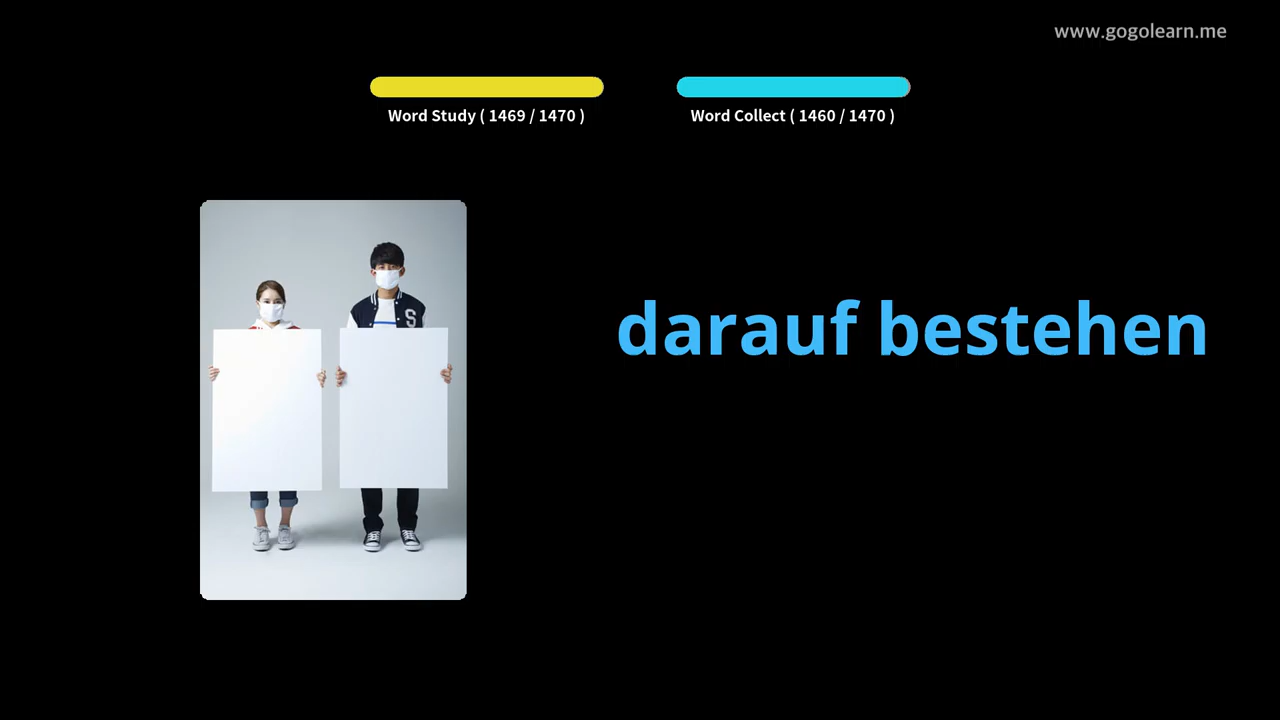 www.gogolearn.me
Word Study ( 1469 / 1470 )
Word Collect ( 1460 / 1470 )
S
darauf bestehen